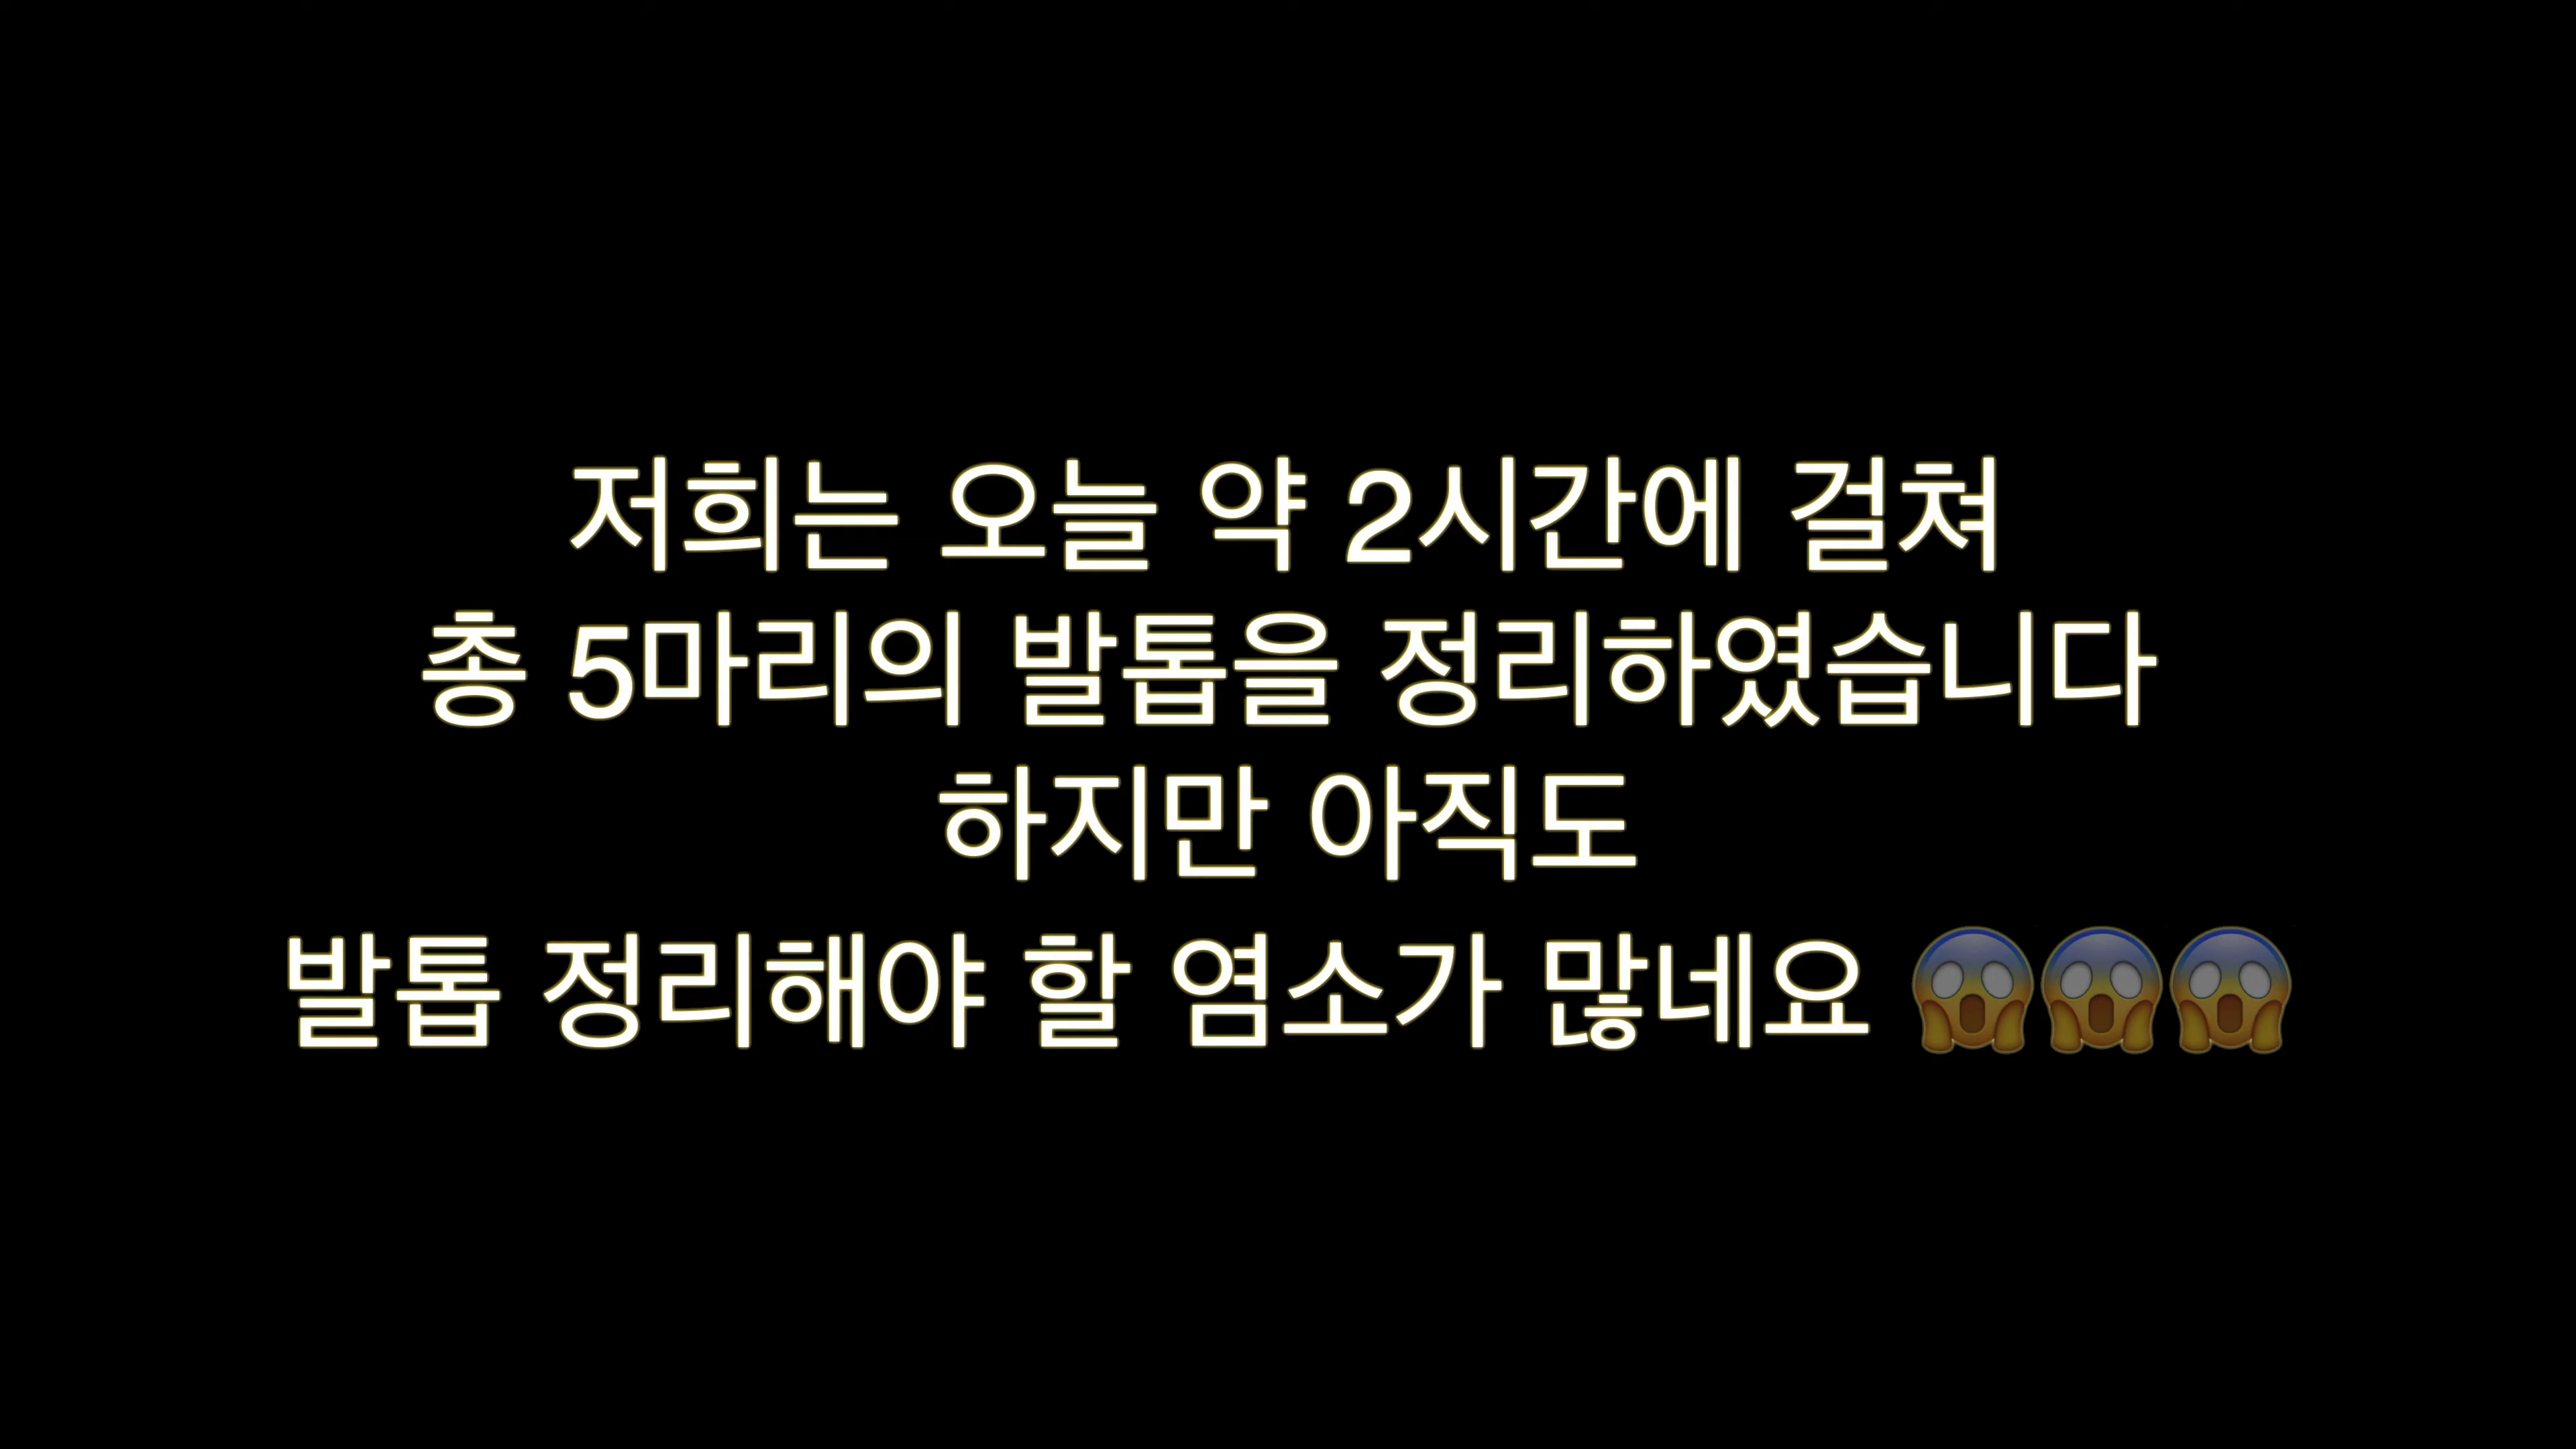 저희는 오늘 약 2시간에 걸쳐
총 5마리의 발톱을 정리하였습니다
하지만 아직도
발톱 정리해야 할 염소가 많네요 😱😱😱